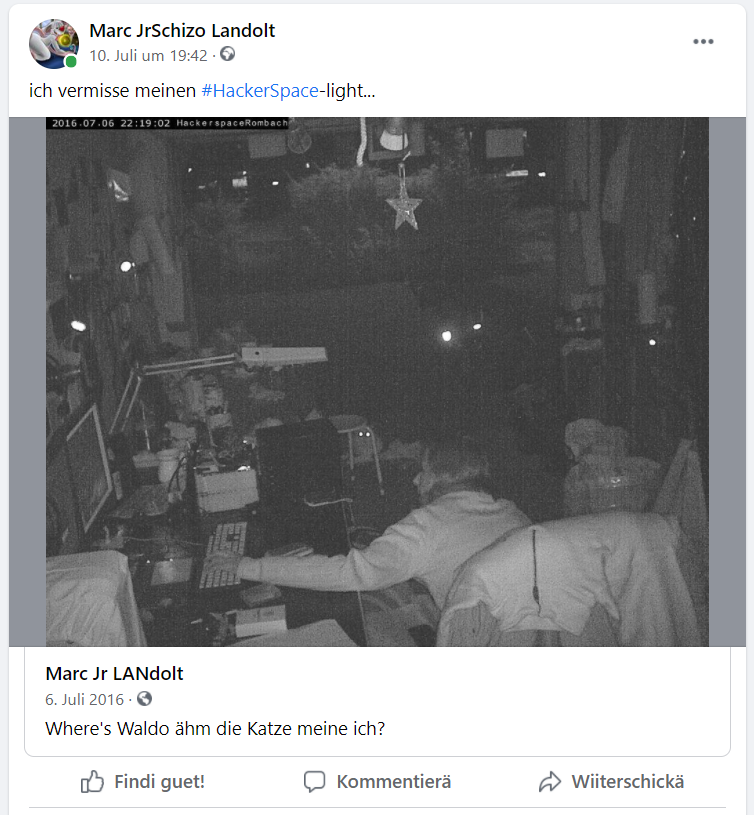 Marc JrSchizo Landolt
10. Juli um 19:42 ·
ich vermisse meinen #HackerSpace-light...
2016.07.06 22:19:02 HackerspaceRombach
Marc Jr LANdolt
6. Juli 2016 ·
Where's Waldo ähm die Katze meine ich?
Findi guet! Kommentierä Wiiterschickä